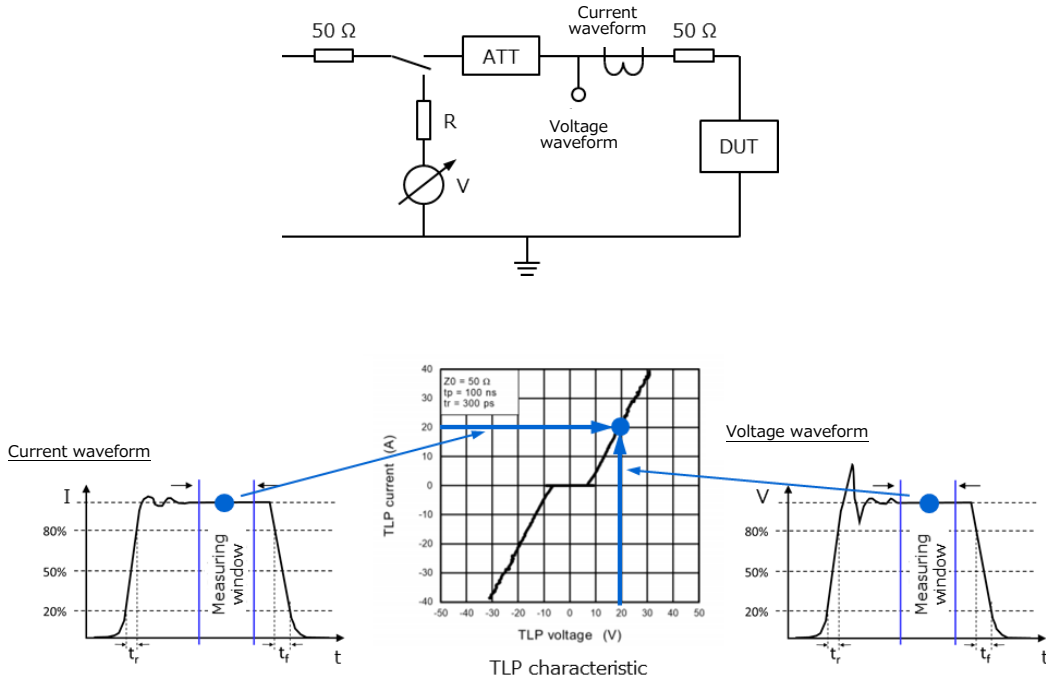 Current
waveform
50 Ω
50 Ω
ATT
R
Voltage
waveform
DUT
V
Current waveform
I
80%
50%
20%
Measuring
window
tr
tf
t
40
30
20
10
0
-10
-20
-30
-40
TLP current (A)
Z0 = 50 Ω
tp = 100 ns
tr = 300 ps
-50 -40 -30 -20 -10 0 10 20 30 40 50
TLP voltage (V)
TLP characteristic
Voltage waveform
V
80%
50%
20%
Measuring
window
tr
tf
t